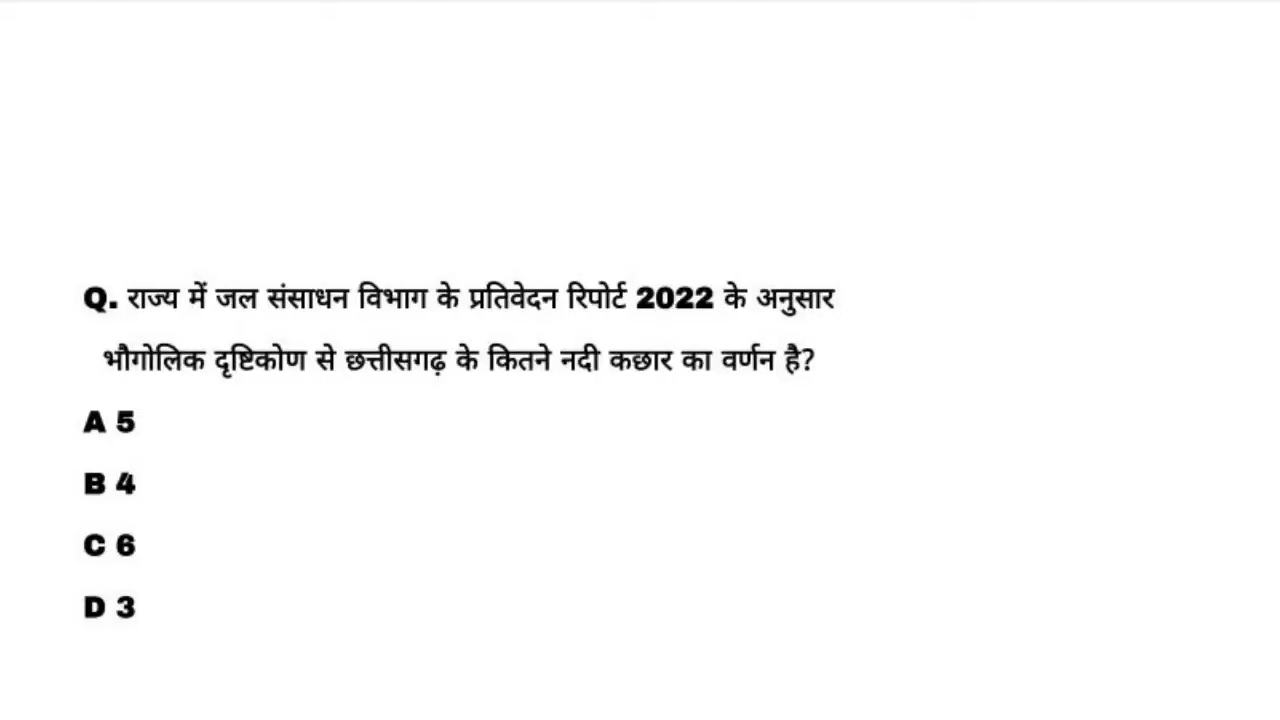 Q. राज्य में जल संसाधन विभाग के प्रतिवेदन रिपोर्ट 2022 के अनुसार
भौगोलिक दृष्टिकोण से छत्तीसगढ़ के कितने नदी कछार का वर्णन है?
A 5
B 4
C 6
D 3